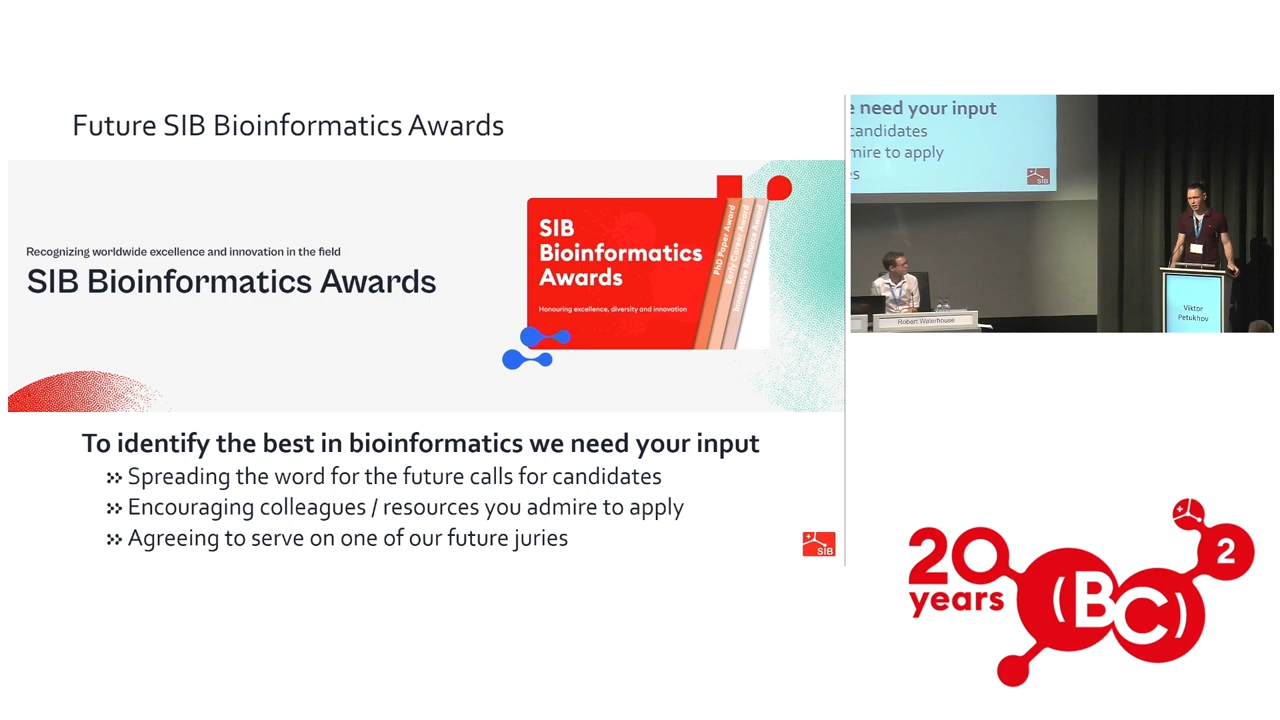 Future SIB Bioinformatics Awards
Recognizing worldwide excellence and innovation in the field
SIB Bioinformatics Awards
SIB
Bioinformatics
Awards
Honouring excellence, diversity and innovation
PhD Paper Award
Early Career Award
Innovative Resource Award
To identify the best in bioinformatics we need your input
Spreading the word for the future calls for candidates
Encouraging colleagues / resources you admire to apply
Agreeing to serve on one of our future juries
SIB
e need your input
candidates
mire to apply
es
SIB
Robert Waterhouse
Viktor
Petukhov
20
years
(BC)
2